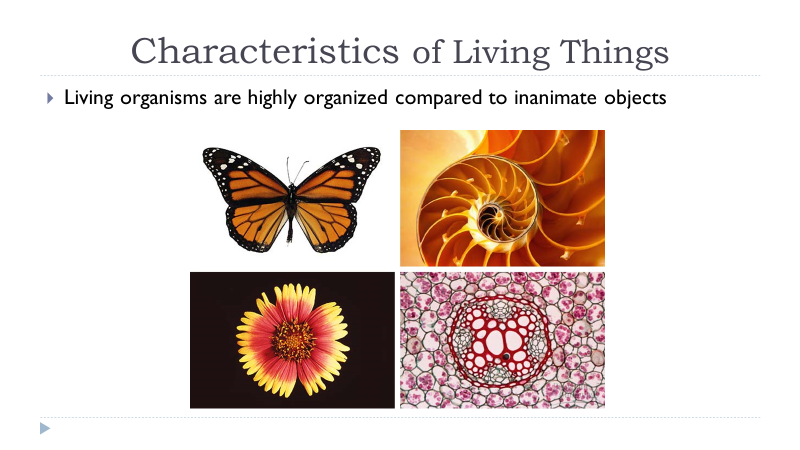 Characteristics of Living Things
Living organisms are highly organized compared to inanimate objects